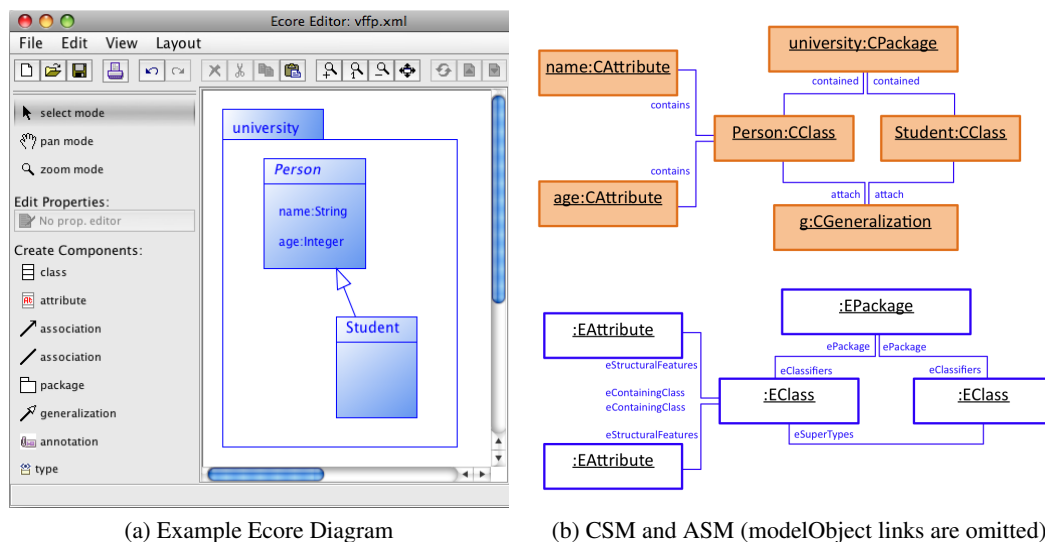 Ecore Editor: vffp.xml
File Edit View Layout
select mode
pan mode
zoom mode
Edit Properties:
No prop. editor
Create Components:
class
attribute
association
association
package
generalization
annotation
type
university
Person
name:String
age:Integer
Student
(a) Example Ecore Diagram
university:CPackage
name:CAttribute
contained contained
contains
Person:CClass
Student:CClass
contains
age:CAttribute
attach attach
g:CGeneralization
:EPackage
:EAttribute
ePackage ePackage
eStructuralFeatures
eClassifiers
eClassifiers
eContainingClass
:EClass
:EClass
eContainingClass
eStructuralFeatures
eSuperTypes
:EAttribute
(b) CSM and ASM (modelObject links are omitted)